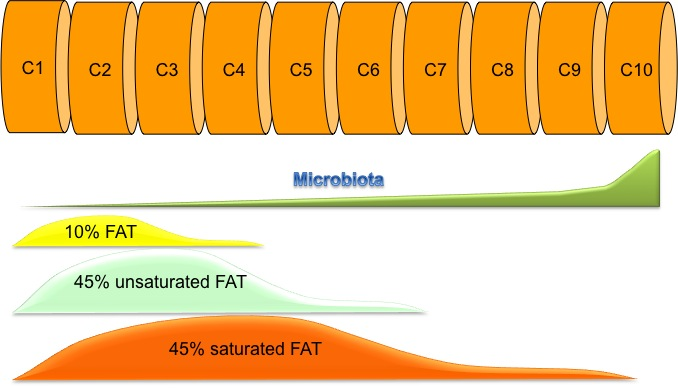 C1 C2 C3 C4 C5 C6 C7 C8 C9 C10
Microbiota
10% FAT
45% unsaturated FAT
45% saturated FAT